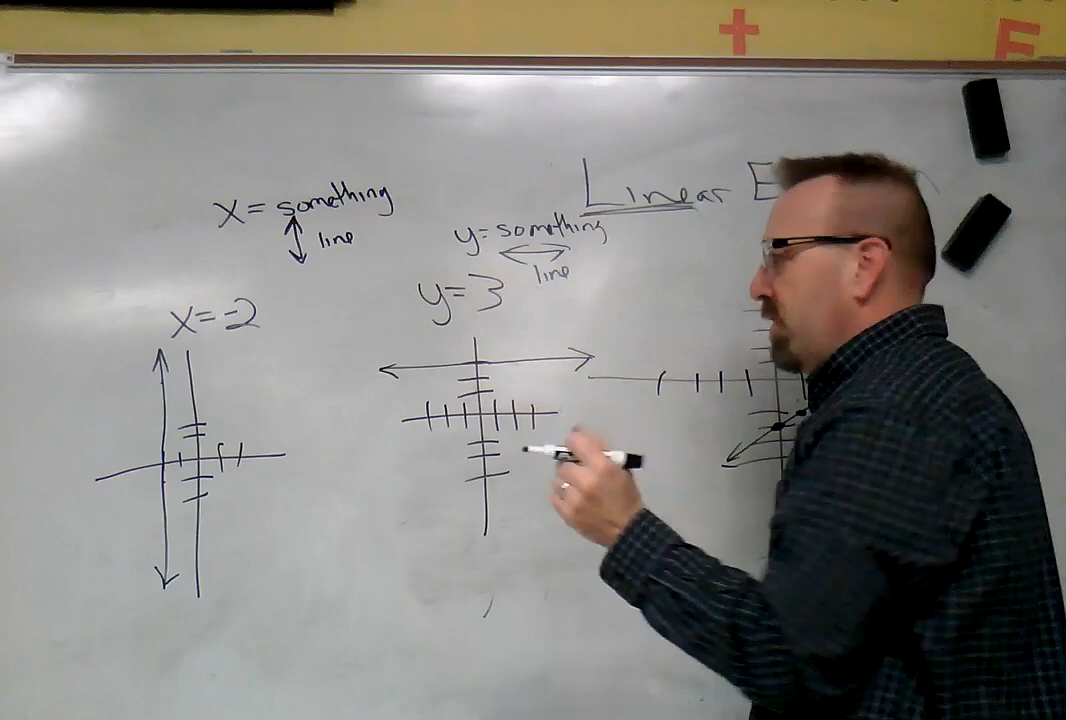 Linear
x = something
line
y = something
line
y = 3
x = -2